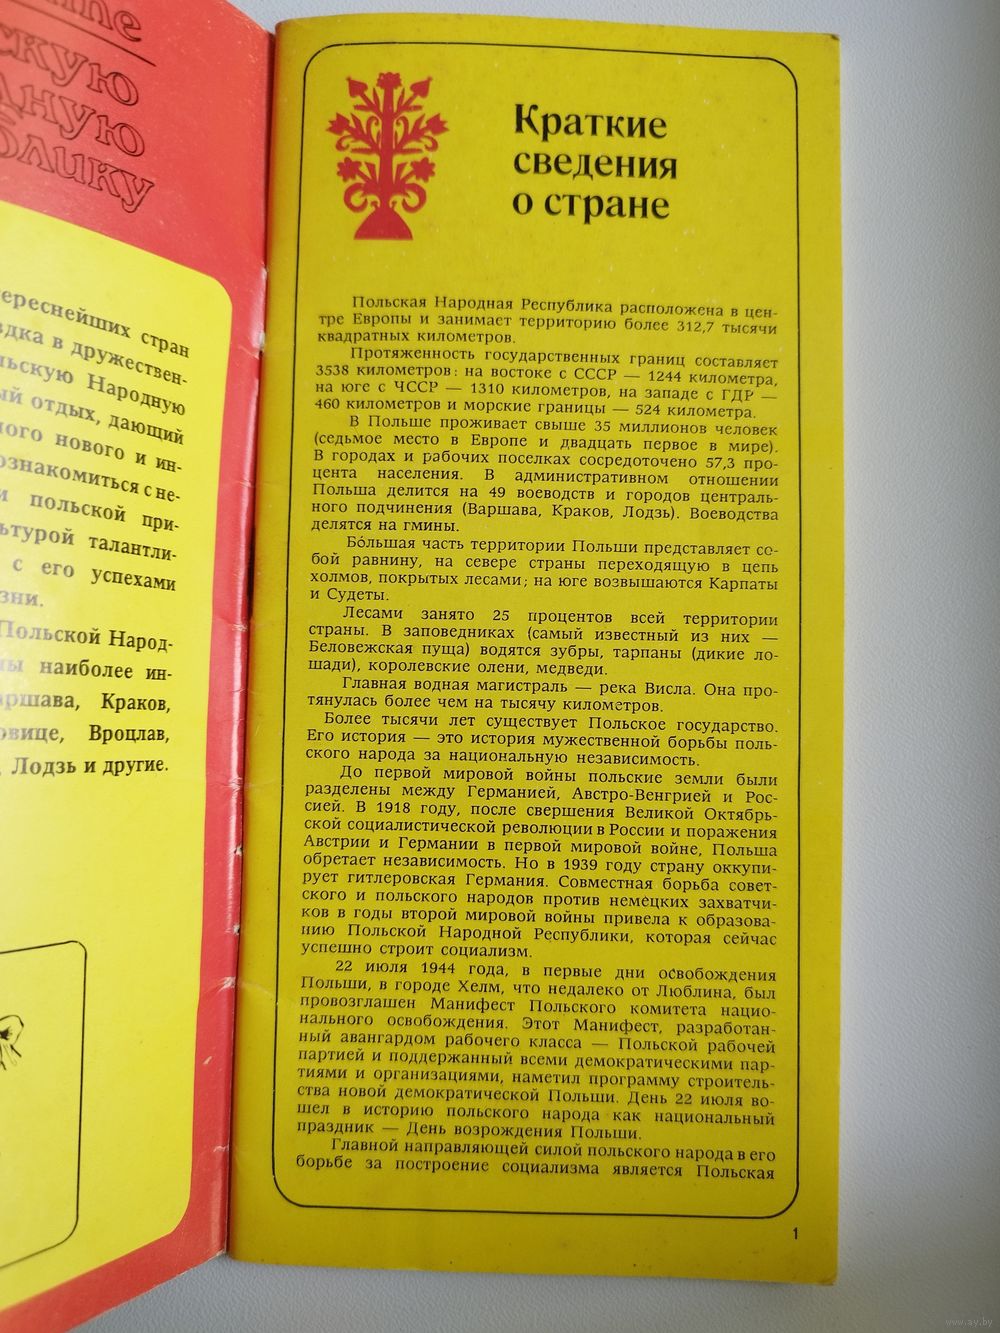 скую
дную
блику
тереснейших стран
здка в дружествен-
льскую Народную
ый отдых, дающий
ного нового и ин-
ознакомиться с не-
и польской при-
ьтурой талантли-
с его успехами
зни.
Польской Народ-
ны наиболее ин-
аршава, Краков,
овице, Вроцлав,
, Лодзь и другие.
Краткие
сведения
о стране
Польская Народная Республика расположена в цен-
тре Европы и занимает территорию более 312,7 тысячи
квадратных километров.
Протяженность государственных границ составляет
3538 километров: на востоке с СССР — 1244 километра,
на юге с ЧССР — 1310 километров, на западе с ГДР —
460 километров и морские границы — 524 километра.
В Польше проживает свыше 35 миллионов человек
(седьмое место в Европе и двадцать первое в мире).
В городах и рабочих поселках сосредоточено 57,3 про-
цента населения. В административном отношении
Польша делится на 49 воеводств и городов централь-
ного подчинения (Варшава, Краков, Лодзь). Воеводства
делятся на гмины.
Бо́льшая часть территории Польши представляет со-
бой равнину, на севере страны переходящую в цепь
холмов, покрытых лесами; на юге возвышаются Карпаты
и Судеты.
Лесами занято 25 процентов всей территории
страны. В заповедниках (самый известный из них —
Беловежская пуща) водятся зубры, тарпаны (дикие ло-
шади), королевские олени, медведи.
Главная водная магистраль — река Висла. Она про-
тянулась более чем на тысячу километров.
Более тысячи лет существует Польское государство.
Его история — это история мужественной борьбы поль-
ского народа за национальную независимость.
До первой мировой войны польские земли были
разделены между Германией, Австро-Венгрией и Рос-
сией. В 1918 году, после свершения Великой Октябрь-
ской социалистической революции в России и поражения
Австрии и Германии в первой мировой войне, Польша
обретает независимость. Но в 1939 году страну оккупи-
рует гитлеровская Германия. Совместная борьба совет-
ского и польского народов против немецких захватчи-
ков в годы второй мировой войны привела к образова-
нию Польской Народной Республики, которая сейчас
успешно строит социализм.
22 июля 1944 года, в первые дни освобождения
Польши, в городе Хелм, что недалеко от Люблина, был
провозглашен Манифест Польского комитета нацио-
нального освобождения. Этот Манифест, разработан-
ный авангардом рабочего класса — Польской рабочей
партией и поддержанный всеми демократическими пар-
тиями и организациями, наметил программу строитель-
ства новой демократической Польши. День 22 июля во-
шел в историю польского народа как национальный
праздник — День возрождения Польши.
Главной направляющей силой польского народа в его
борьбе за построение социализма является Польская
1
www.ay.by